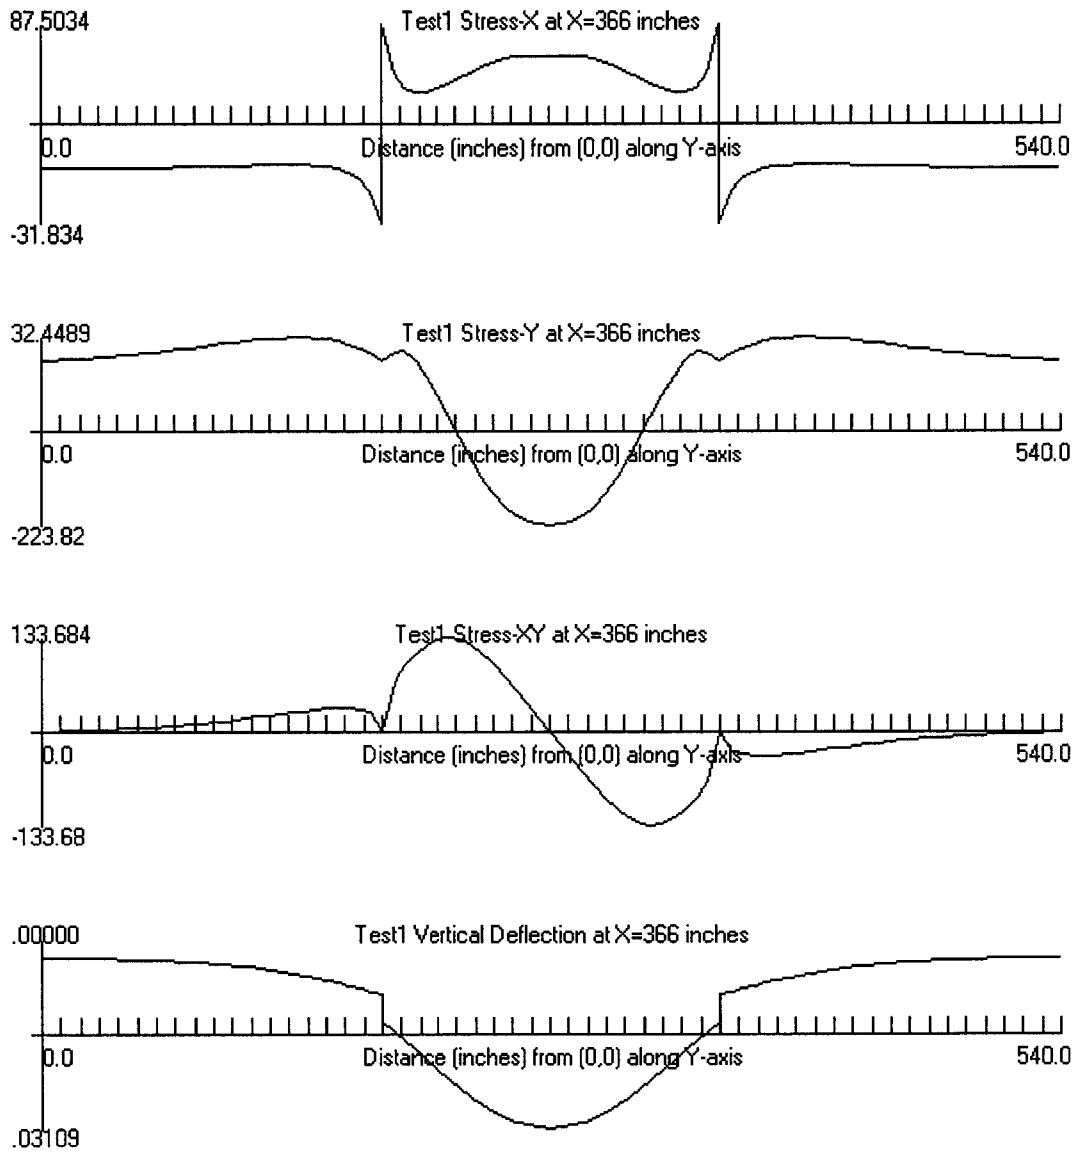 87.5034
Test1 Stress-X at X=366 inches
0.0
Distance (inches) from (0,0) along Y-axis
540.0
-31.834
32.4489
Test1 Stress-Y at X=366 inches
0.0
Distance (inches) from (0,0) along Y-axis
540.0
-223.82
133.684
Test1 Stress-XY at X=366 inches
0.0
Distance (inches) from (0,0) along Y-axis
540.0
-133.68
.00000
Test1 Vertical Deflection at X=366 inches
0.0
Distance (inches) from (0,0) along Y-axis
540.0
.03109